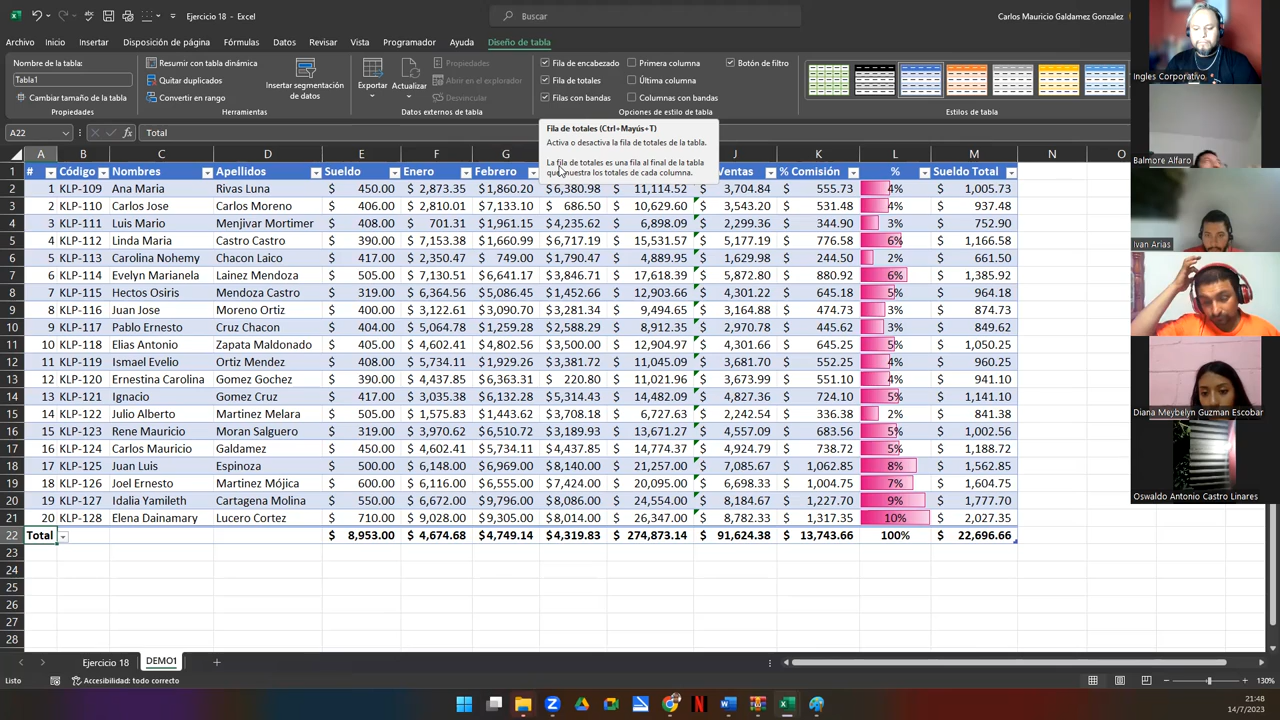 Ejercicio 18 - Excel
Buscar
Carlos Mauricio Galdamez Gonzalez
Archivo Inicio Insertar Disposición de página Fórmulas Datos Revisar Vista Programador Ayuda Diseño de tabla
Nombre de la tabla:
Tabla1
Cambiar tamaño de la tabla
Propiedades
Resumir con tabla dinámica
Quitar duplicados
Convertir en rango
Insertar segmentación
de datos
Herramientas
Exportar Actualizar
Propiedades
Abrir en el explorador
Desvincular
Datos externos de tabla
Fila de encabezado Primera columna Botón de filtro
Fila de totales Última columna
Filas con bandas Columnas con bandas
Opciones de estilo de tabla
Estilos de tabla
Fila de totales (Ctrl+Mayús+T)
Activa o desactiva la fila de totales de la tabla.
La fila de totales es una fila al final de la tabla
que muestra los totales de cada columna.
A22 fx Total
A B C D E F G J K L M N O
1 # Código Nombres Apellidos Sueldo Enero Febrero Ventas % Comisión % Sueldo Total
2 1 KLP-109 Ana Maria Rivas Luna $ 450.00 $ 2,873.35 $1,860.20 $6,380.98 $ 11,114.52 $ 3,704.84 $ 555.73 4% $ 1,005.73
3 2 KLP-110 Carlos Jose Carlos Moreno $ 406.00 $ 2,810.01 $7,133.10 $ 686.50 $ 10,629.60 $ 3,543.20 $ 531.48 4% $ 937.48
4 3 KLP-111 Luis Mario Menjivar Mortimer $ 408.00 $ 701.31 $1,961.15 $4,235.62 $ 6,898.09 $ 2,299.36 $ 344.90 3% $ 752.90
5 4 KLP-112 Linda Maria Castro Castro $ 390.00 $ 7,153.38 $1,660.99 $6,717.19 $ 15,531.57 $ 5,177.19 $ 776.58 6% $ 1,166.58
6 5 KLP-113 Carolina Nohemy Chacon Laico $ 417.00 $ 2,350.47 $ 749.00 $1,790.47 $ 4,889.95 $ 1,629.98 $ 244.50 2% $ 661.50
7 6 KLP-114 Evelyn Marianela Lainez Mendoza $ 505.00 $ 7,130.51 $6,641.17 $3,846.71 $ 17,618.39 $ 5,872.80 $ 880.92 6% $ 1,385.92
8 7 KLP-115 Hectos Osiris Mendoza Castro $ 319.00 $ 6,364.56 $5,086.45 $1,452.66 $ 12,903.66 $ 4,301.22 $ 645.18 5% $ 964.18
9 8 KLP-116 Juan Jose Moreno Ortiz $ 400.00 $ 3,122.61 $3,090.70 $3,281.34 $ 9,494.65 $ 3,164.88 $ 474.73 3% $ 874.73
10 9 KLP-117 Pablo Ernesto Cruz Chacon $ 404.00 $ 5,064.78 $1,259.28 $2,588.29 $ 8,912.35 $ 2,970.78 $ 445.62 3% $ 849.62
11 10 KLP-118 Elias Antonio Zapata Maldonado $ 405.00 $ 4,602.41 $4,802.56 $3,500.00 $ 12,904.97 $ 4,301.66 $ 645.25 5% $ 1,050.25
12 11 KLP-119 Ismael Evelio Ortiz Mendez $ 408.00 $ 5,734.11 $1,929.26 $3,381.72 $ 11,045.09 $ 3,681.70 $ 552.25 4% $ 960.25
13 12 KLP-120 Ernestina Carolina Gomez Gochez $ 390.00 $ 4,437.85 $6,363.31 $ 220.80 $ 11,021.96 $ 3,673.99 $ 551.10 4% $ 941.10
14 13 KLP-121 Ignacio Gomez Cruz $ 417.00 $ 3,035.38 $6,132.28 $5,314.43 $ 14,482.09 $ 4,827.36 $ 724.10 5% $ 1,141.10
15 14 KLP-122 Julio Alberto Martinez Melara $ 505.00 $ 1,575.83 $1,443.62 $3,708.18 $ 6,727.63 $ 2,242.54 $ 336.38 2% $ 841.38
16 15 KLP-123 Rene Mauricio Moran Salguero $ 319.00 $ 3,970.62 $6,510.72 $3,189.93 $ 13,671.27 $ 4,557.09 $ 683.56 5% $ 1,002.56
17 16 KLP-124 Carlos Mauricio Galdamez $ 450.00 $ 4,602.41 $5,734.11 $4,437.85 $ 14,774.37 $ 4,924.79 $ 738.72 5% $ 1,188.72
18 17 KLP-125 Juan Luis Espinoza $ 500.00 $ 6,148.00 $6,969.00 $8,140.00 $ 21,257.00 $ 7,085.67 $ 1,062.85 8% $ 1,562.85
19 18 KLP-126 Joel Ernesto Martinez Mójica $ 600.00 $ 6,116.00 $6,555.00 $7,424.00 $ 20,095.00 $ 6,698.33 $ 1,004.75 7% $ 1,604.75
20 19 KLP-127 Idalia Yamileth Cartagena Molina $ 550.00 $ 6,672.00 $9,796.00 $8,086.00 $ 24,554.00 $ 8,184.67 $ 1,227.70 9% $ 1,777.70
21 20 KLP-128 Elena Dainamary Lucero Cortez $ 710.00 $ 9,028.00 $9,305.00 $8,014.00 $ 26,347.00 $ 8,782.33 $ 1,317.35 10% $ 2,027.35
22 Total $ 8,953.00 $ 4,674.68 $4,749.14 $4,319.83 $ 274,873.14 $ 91,624.38 $ 13,743.66 100% $ 22,696.66
23
24
25
26
27
28
Ejercicio 18 DEMO1
Listo Accesibilidad: todo correcto 130%
21:48
14/7/2023
Ingles Corporativo *
Balmore Alfaro
Ivan Arias
Diana Meybelyn Guzman Escobar
Oswaldo Antonio Castro Linares